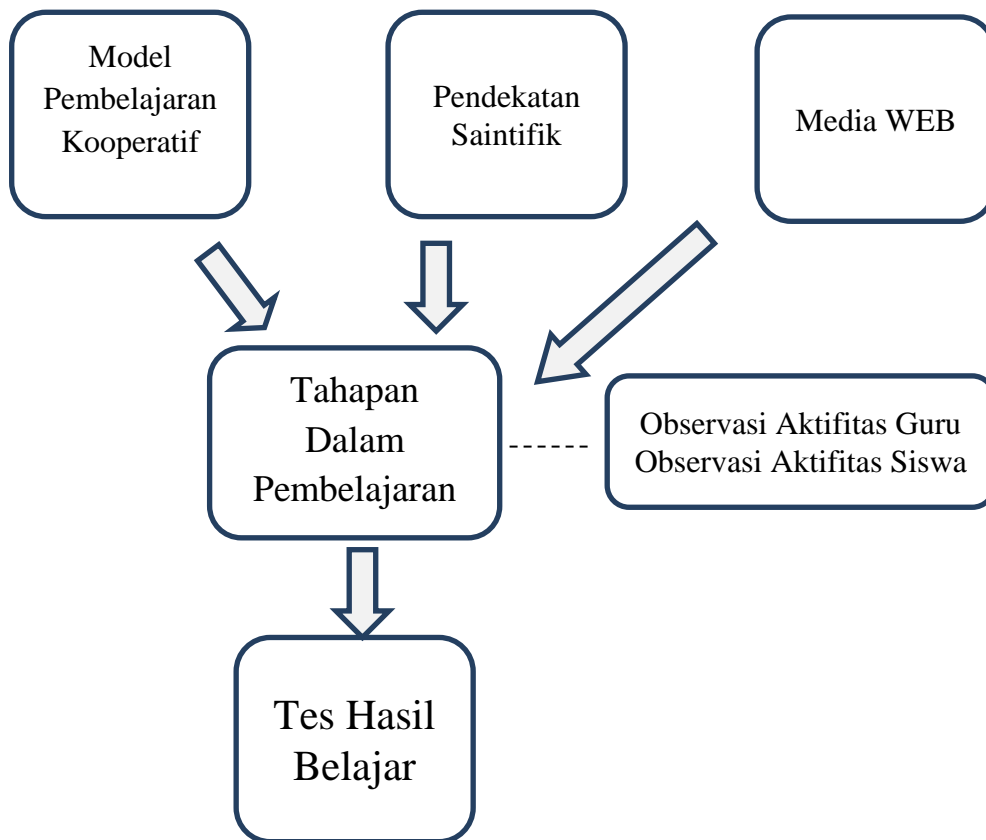 Model
Pembelajaran
Kooperatif
Pendekatan
Saintifik
Media WEB
Tahapan
Dalam
Pembelajaran
Observasi Aktifitas Guru
Observasi Aktifitas Siswa
Tes Hasil
Belajar